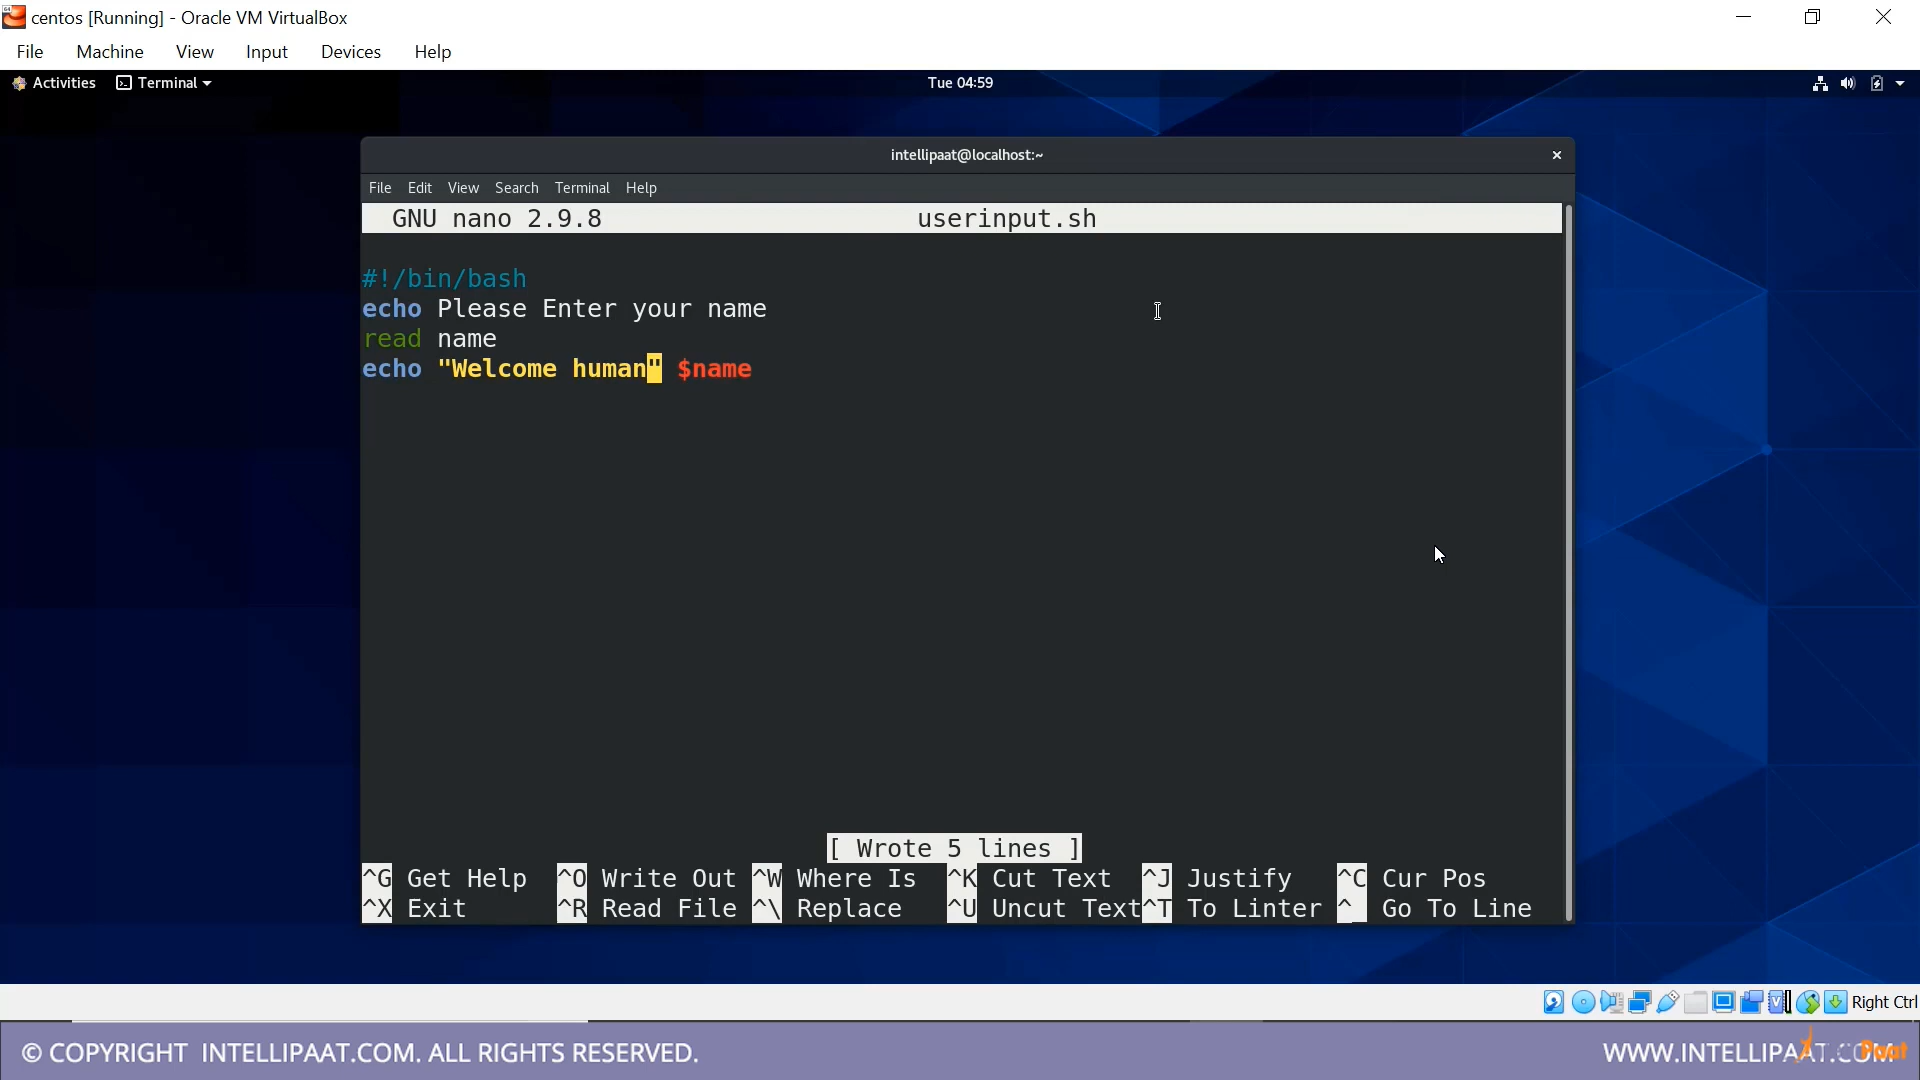 centos [Running] - Oracle VM VirtualBox
File Machine View Input Devices Help
Activities Terminal Tue 04:59
intellipaat@localhost:~
File Edit View Search Terminal Help
GNU nano 2.9.8 userinput.sh
#!/bin/bash
echo Please Enter your name
read name
echo "Welcome human" $name
[ Wrote 5 lines ]
^G Get Help ^O Write Out ^W Where Is ^K Cut Text ^J Justify ^C Cur Pos
^X Exit ^R Read File ^\ Replace ^U Uncut Text ^T To Linter ^_ Go To Line
Right Ctrl
© COPYRIGHT INTELLIPAAT.COM. ALL RIGHTS RESERVED. WWW.INTELLIPAAT.COM